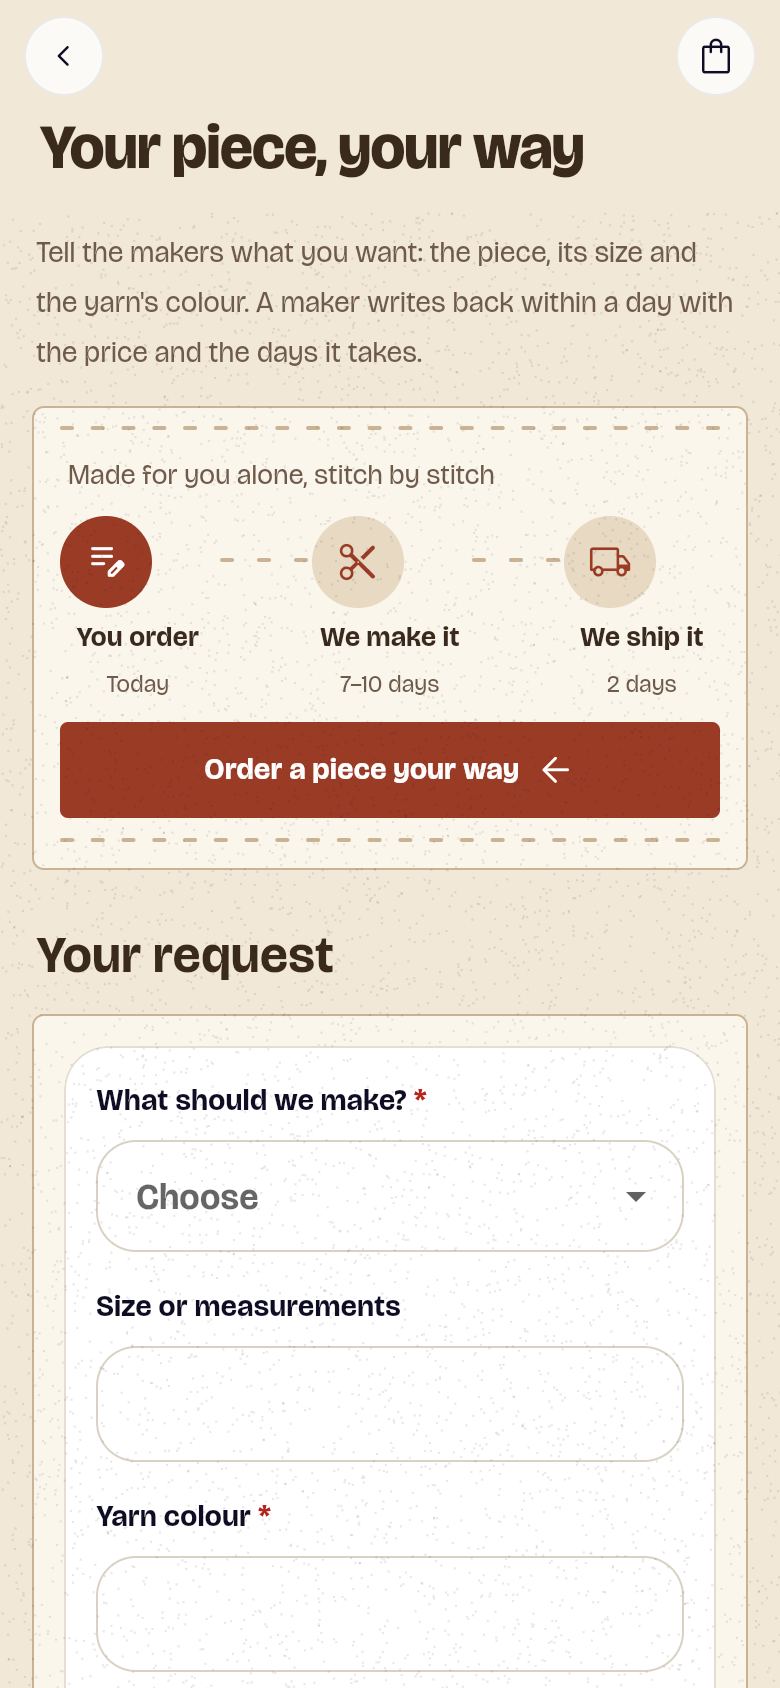 Your piece, your way
Tell the makers what you want: the piece, its size and
the yarn's colour. A maker writes back within a day with
the price and the days it takes.
Made for you alone, stitch by stitch
You order
We make it
We ship it
Today
7–10 days
2 days
Order a piece your way
Your request
What should we make? *
Choose
Size or measurements
Yarn colour *